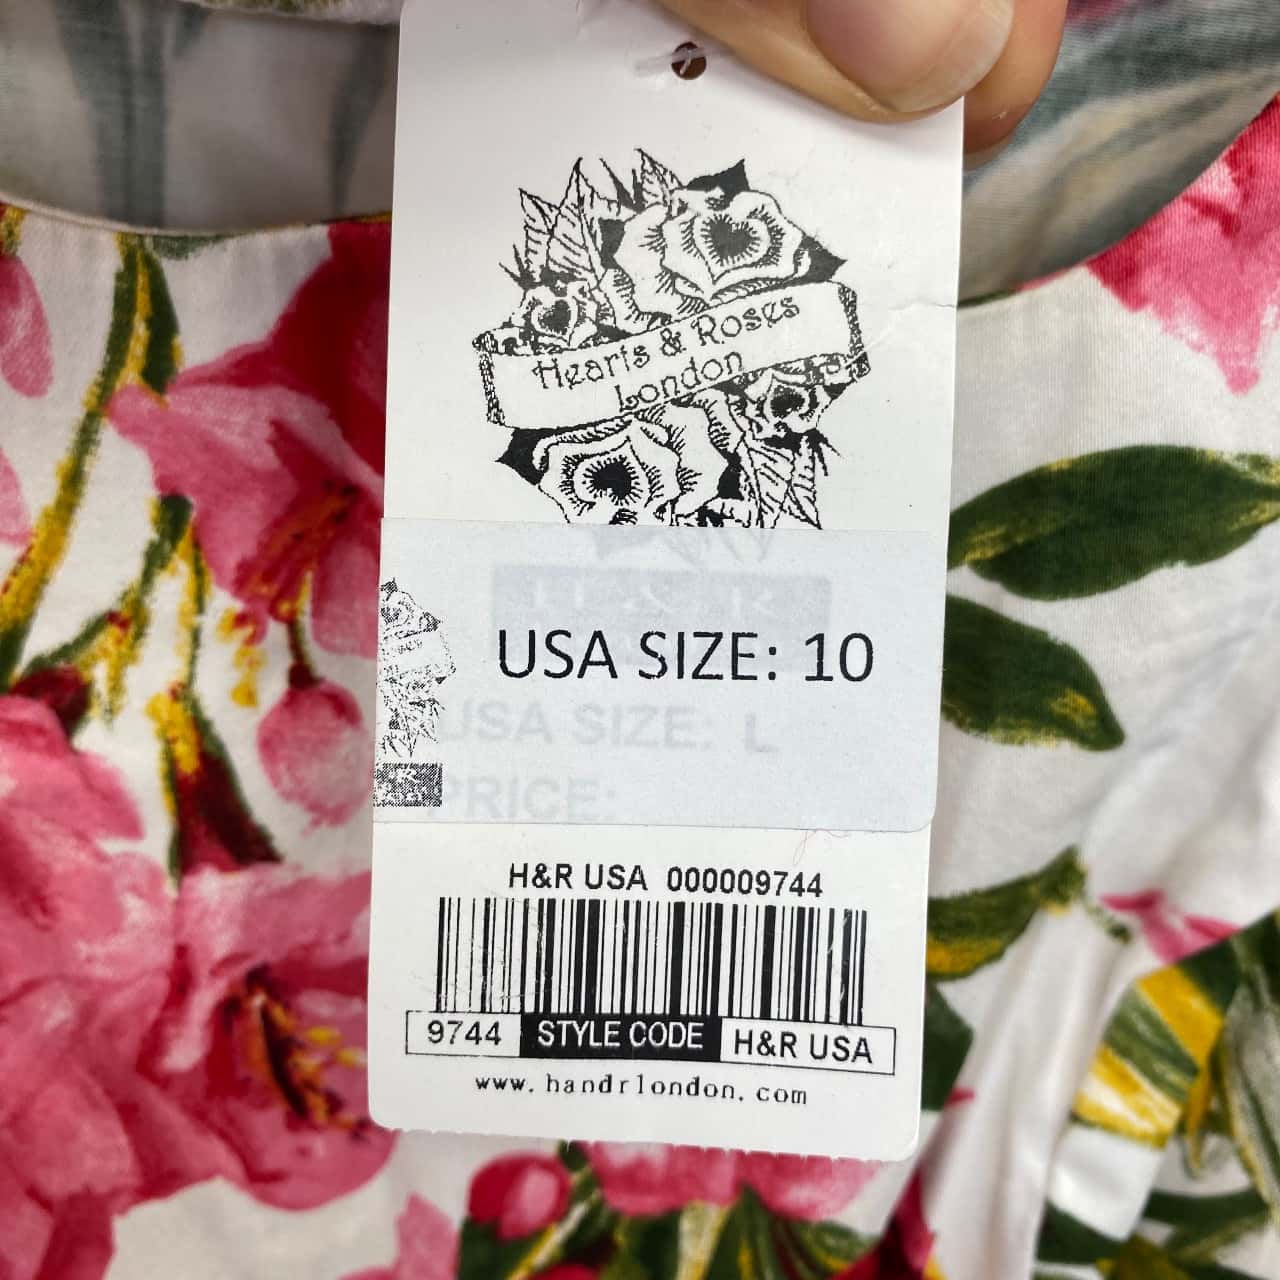 Hearts & Roses
London
USA SIZE: 10
USA SIZE: L
PRICE:
H&R USA 000009744
9744 STYLE CODE H&R USA
www.handrlondon.com